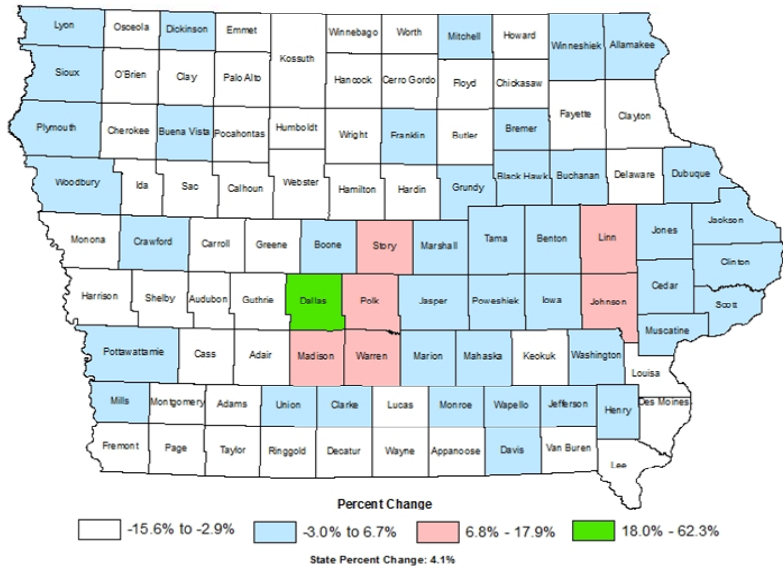 Lyon Osceola Dickinson Emmet Winnebago Worth Mitchell Howard Winneshiek Allamakee
Kossuth
Sioux O'Brien Clay Palo Alto Hancock Cerro Gordo Floyd Chickasaw
Fayette Clayton
Plymouth Cherokee Buena Vista Pocahontas Humboldt Wright Franklin Butler Bremer
Woodbury Ida Sac Calhoun Webster Hamilton Hardin Grundy Black Hawk Buchanan Delaware Dubuque
Monona Crawford Carroll Greene Boone Story Marshall Tama Benton Linn Jones Jackson
Clinton
Harrison Shelby Audubon Guthrie Dallas Polk Jasper Poweshiek Iowa Johnson Cedar Scott
Muscatine
Pottawattamie Cass Adair Madison Warren Marion Mahaska Keokuk Washington Louisa
Mills Montgomery Adams Union Clarke Lucas Monroe Wapello Jefferson Henry Des Moines
Fremont Page Taylor Ringgold Decatur Wayne Appanoose Davis Van Buren Lee
Percent Change
-15.6% to -2.9% -3.0% to 6.7% 6.8% - 17.9% 18.0% - 62.3%
State Percent Change: 4.1%